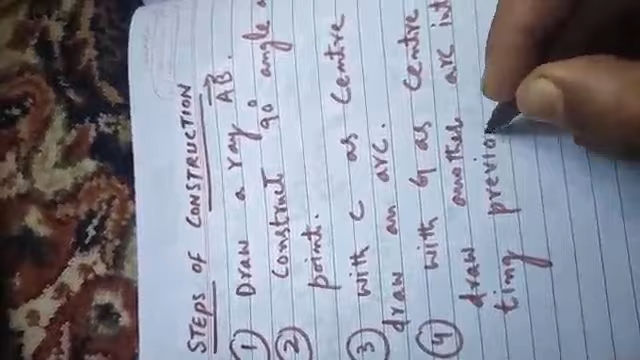 STEPS OF CONSTRUCTION
1 Draw a ray AB.
2 Construct 90° angle
point.
3 with C as Centre
draw an arc.
4 with G as Centre
draw another arc int
ting previo